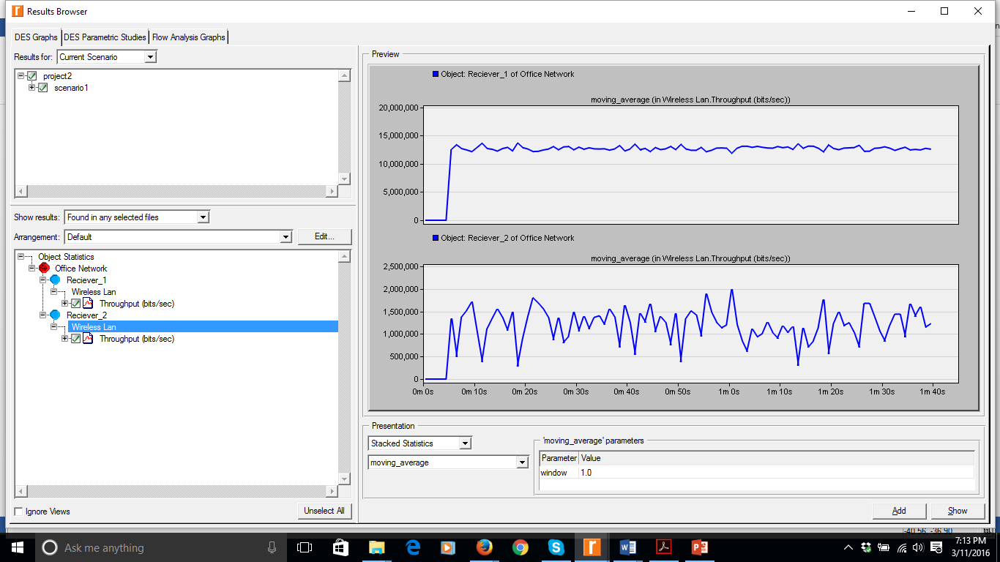 Results Browser
DES Graphs DES Parametric Studies Flow Analysis Graphs
Results for: Current Scenario
project2
scenario1
Show results: Found in any selected files
Arrangement: Default Edit...
Object Statistics
Office Network
Reciever_1
Wireless Lan
Throughput (bits/sec)
Reciever_2
Wireless Lan
Throughput (bits/sec)
Ignore Views
Unselect All
Preview
Object: Reciever_1 of Office Network
moving_average (in Wireless Lan.Throughput (bits/sec))
20,000,000
15,000,000
10,000,000
5,000,000
0
Object: Reciever_2 of Office Network
moving_average (in Wireless Lan.Throughput (bits/sec))
2,500,000
2,000,000
1,500,000
1,000,000
500,000
0
0m 0s 0m 10s 0m 20s 0m 30s 0m 40s 0m 50s 1m 0s 1m 10s 1m 20s 1m 30s 1m 40s
Presentation
Stacked Statistics
moving_average
'moving_average' parameters
Parameter Value
window 1.0
Add Show
-40.56, -36.90
Ask me anything
7:13 PM
3/11/2016